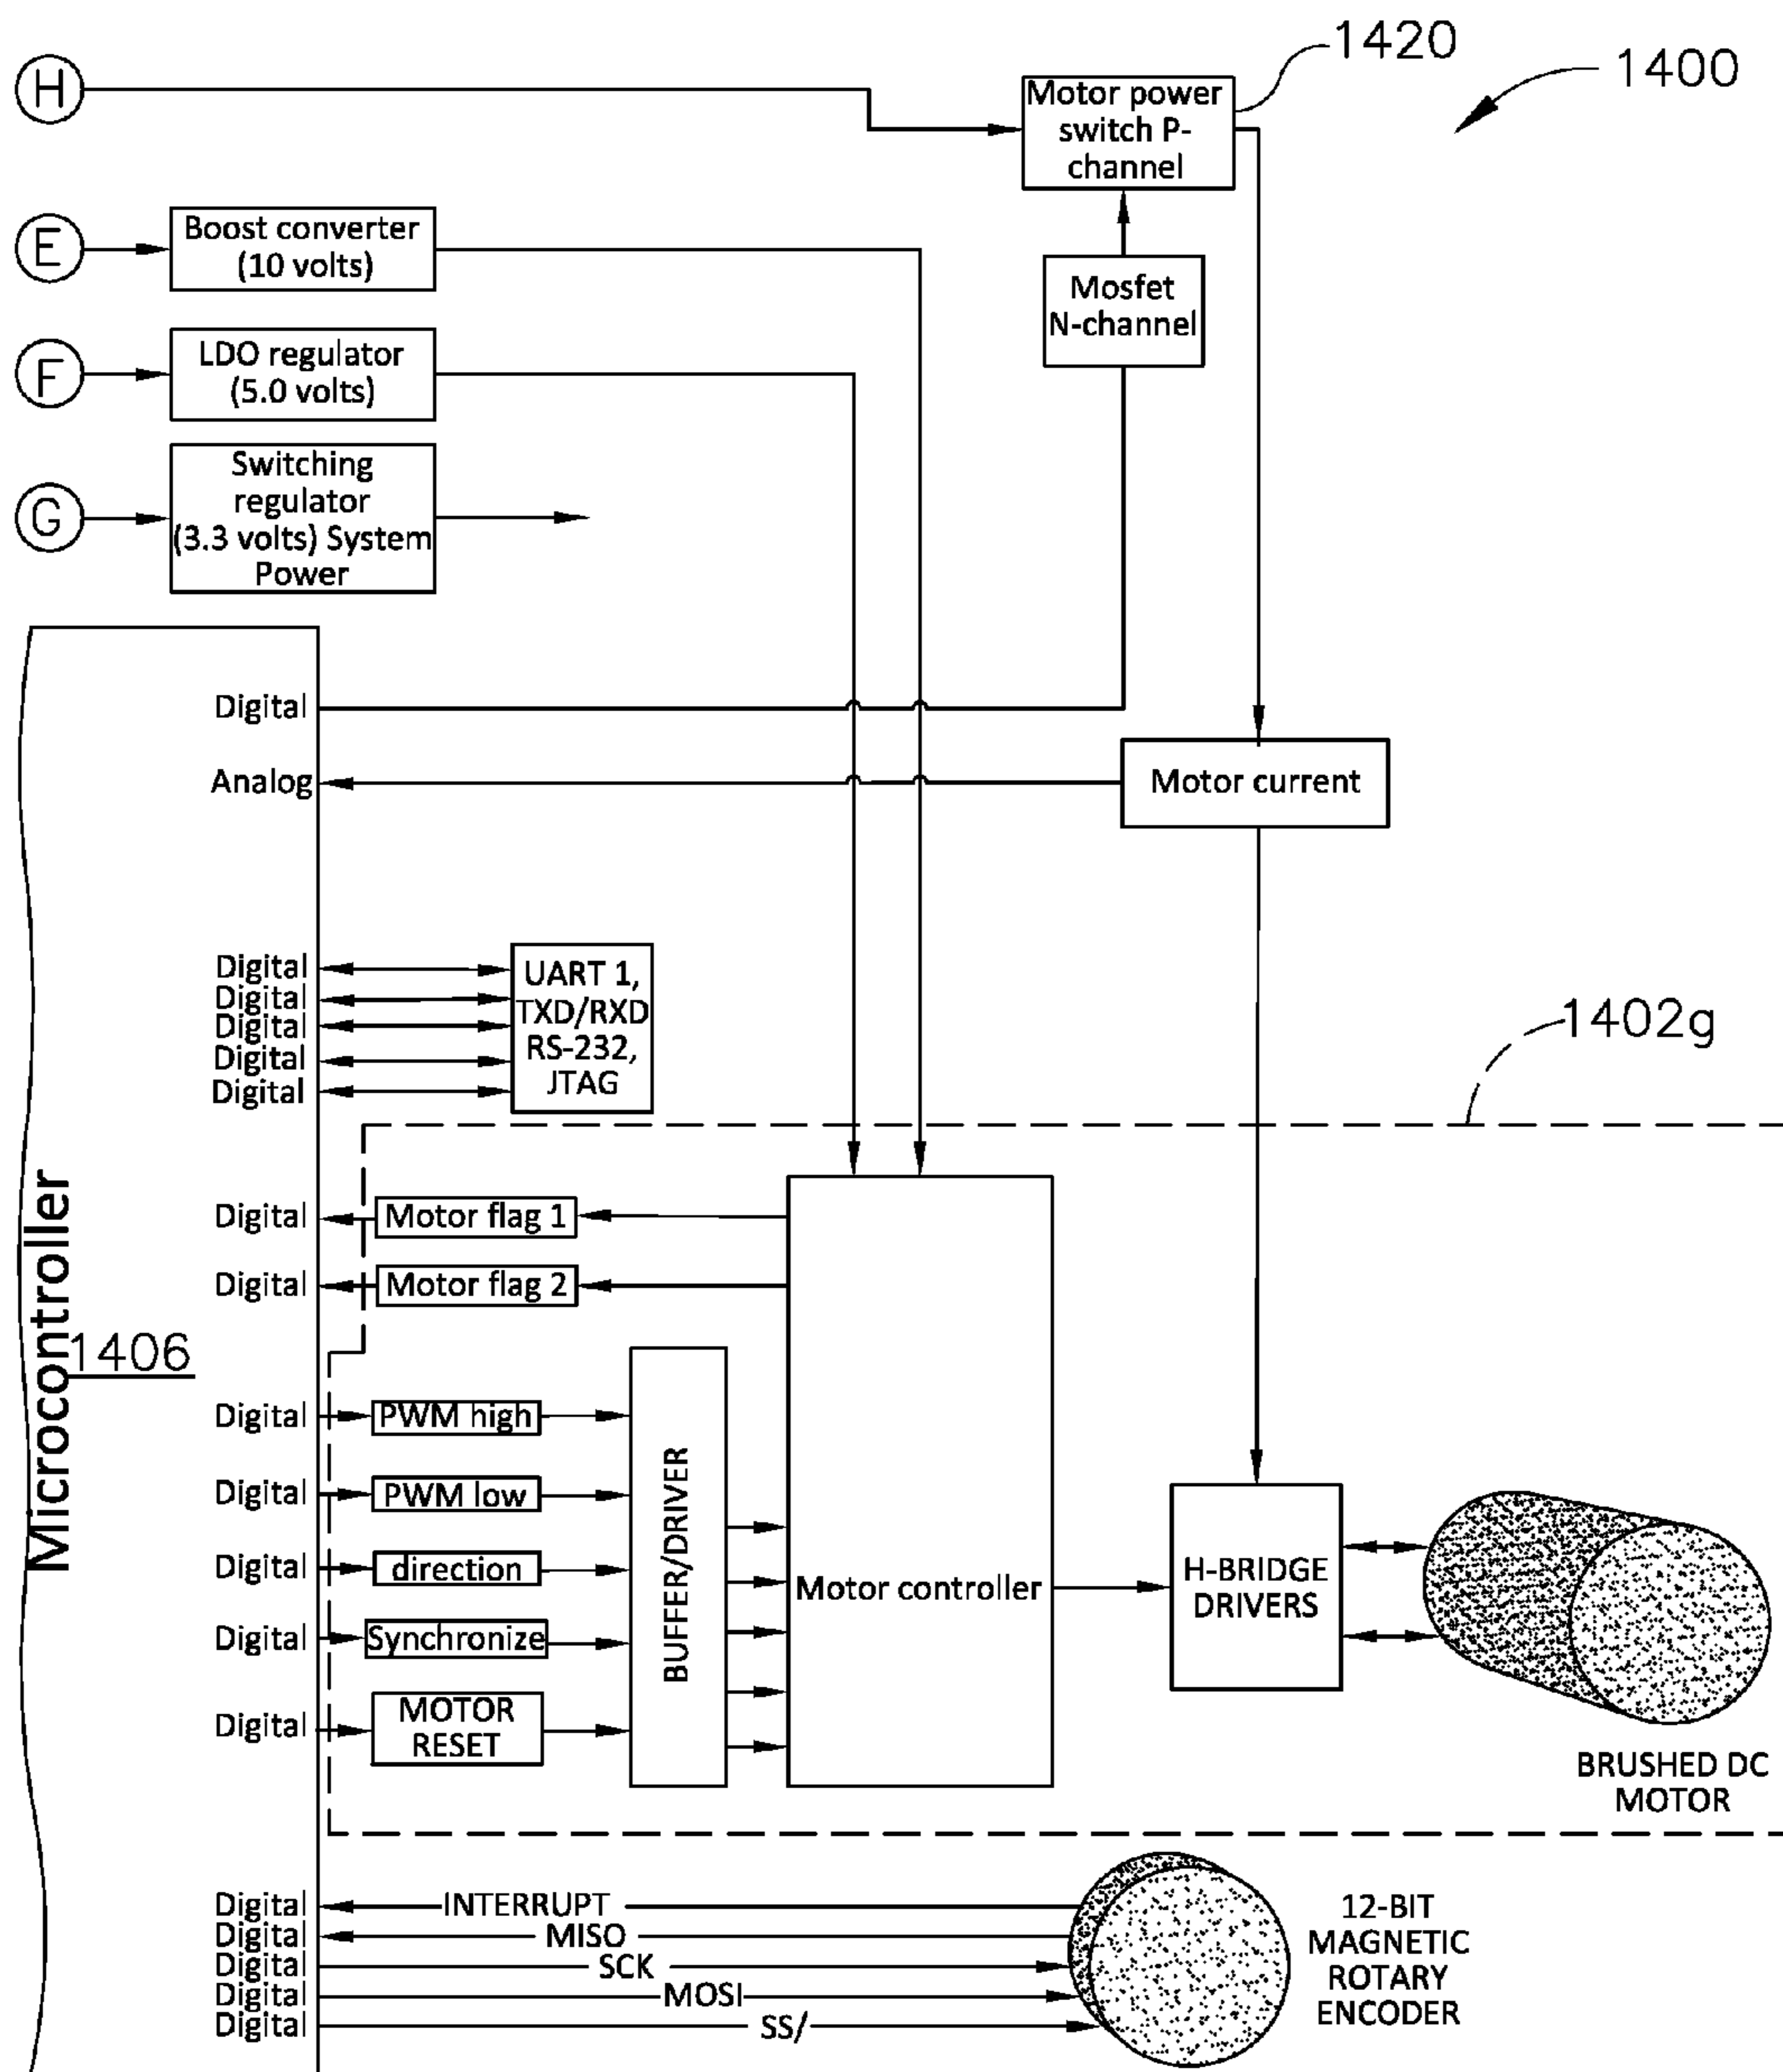 1420
1400
H
Motor power
switch P-
channel
E
Boost converter
(10 volts)
Mosfet
N-channel
F
LDO regulator
(5.0 volts)
G
Switching
regulator
(3.3 volts) System
Power
Digital
Analog
Motor current
Digital
Digital
Digital
Digital
Digital
UART 1,
TXD/RXD
RS-232,
JTAG
1402g
Microcontroller
1406
Digital
Motor flag 1
Digital
Motor flag 2
Digital
PWM high
Digital
PWM low
Digital
direction
Digital
Synchronize
Digital
MOTOR
RESET
BUFFER/DRIVER
Motor controller
H-BRIDGE
DRIVERS
BRUSHED DC
MOTOR
Digital
INTERRUPT
Digital
MISO
Digital
SCK
Digital
MOSI
Digital
SS/
12-BIT
MAGNETIC
ROTARY
ENCODER